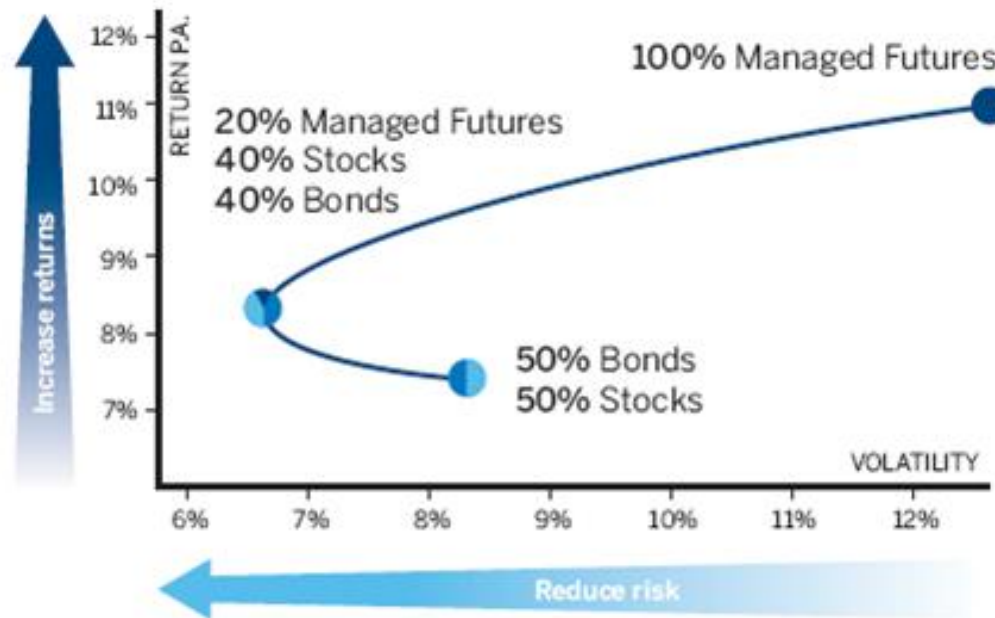 12%
11%
10%
9%
8%
7%
RETURN P.A.
Increase returns
100% Managed Futures
20% Managed Futures
40% Stocks
40% Bonds
50% Bonds
50% Stocks
VOLATILITY
6%
7%
8%
9%
10%
11%
12%
Reduce risk